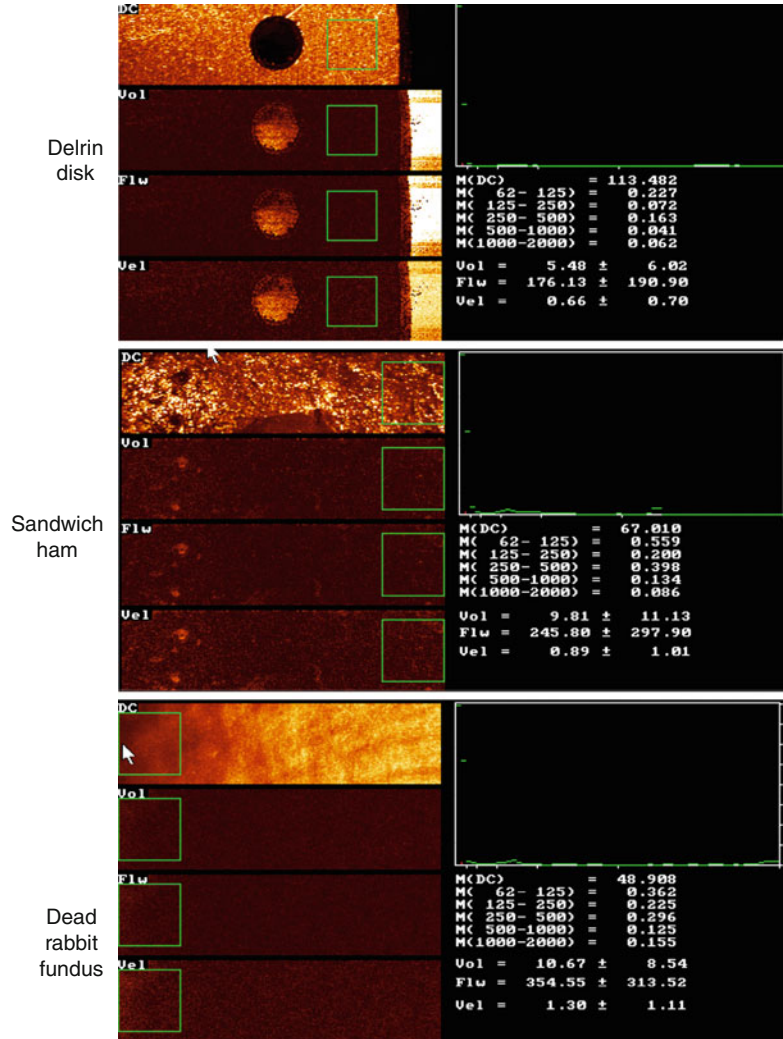 Delrin
disk
DC
Vol
Flw
Vel
M(DC) = 113.482
M( 62- 125) = 0.227
M( 125- 250) = 0.072
M( 250- 500) = 0.163
M( 500-1000) = 0.041
M(1000-2000) = 0.062
Vol = 5.48 ± 6.02
Flw = 176.13 ± 190.90
Vel = 0.66 ± 0.70
Sandwich
ham
DC
Vol
Flw
Vel
M(DC) = 67.010
M( 62- 125) = 0.559
M( 125- 250) = 0.200
M( 250- 500) = 0.398
M( 500-1000) = 0.134
M(1000-2000) = 0.086
Vol = 9.81 ± 11.13
Flw = 245.80 ± 297.90
Vel = 0.89 ± 1.01
Dead
rabbit
fundus
DC
Vol
Flw
Vel
M(DC) = 48.908
M( 62- 125) = 0.362
M( 125- 250) = 0.225
M( 250- 500) = 0.296
M( 500-1000) = 0.125
M(1000-2000) = 0.155
Vol = 10.67 ± 8.54
Flw = 354.55 ± 313.52
Vel = 1.30 ± 1.11